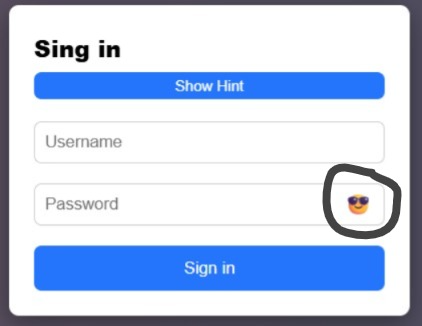 Sing in
Show Hint
Username
Password 😎
Sign in